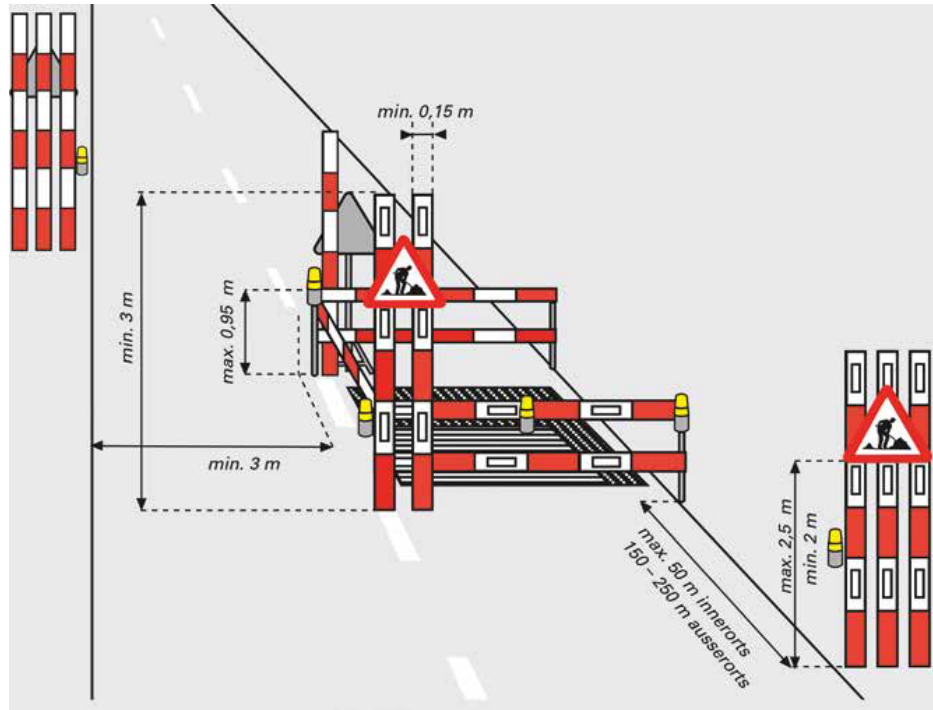 min. 0,15 m
min. 3 m
max. 0,95 m
min. 3 m
max. 2,5 m
min. 2 m
max. 50 m innerorts
150 – 250 m ausserorts